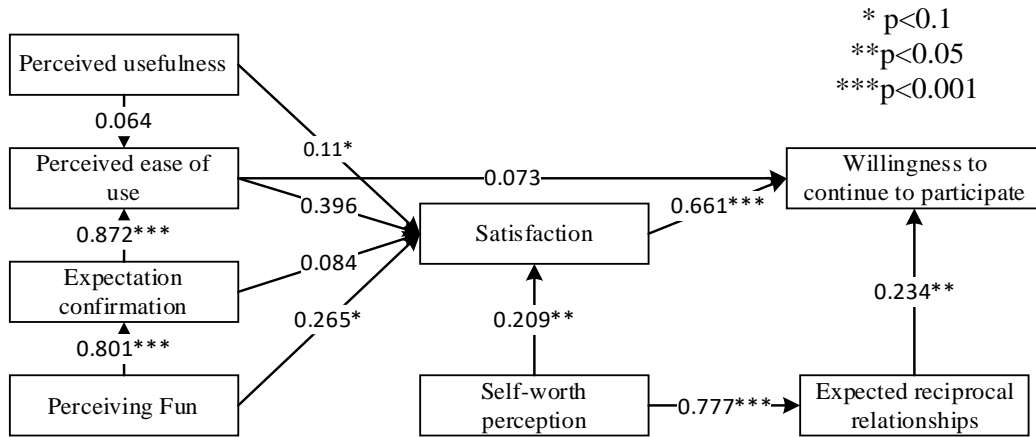 * p<0.1
**p<0.05
***p<0.001
Perceived usefulness
0.064
0.11*
Perceived ease of
use
0.073
Willingness to
continue to participate
0.396
0.661***
Satisfaction
0.872***
0.084
Expectation
confirmation
0.265*
0.209**
0.234**
0.801***
Perceiving Fun
Self-worth
perception
0.777***
Expected reciprocal
relationships